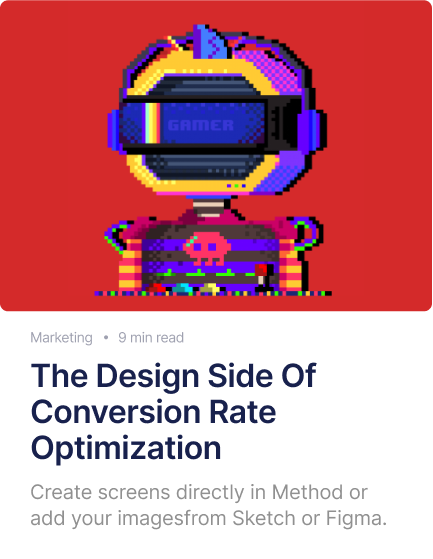 GAMER
Marketing • 9 min read
The Design Side Of
Conversion Rate
Optimization
Create screens directly in Method or
add your imagesfrom Sketch or Figma.